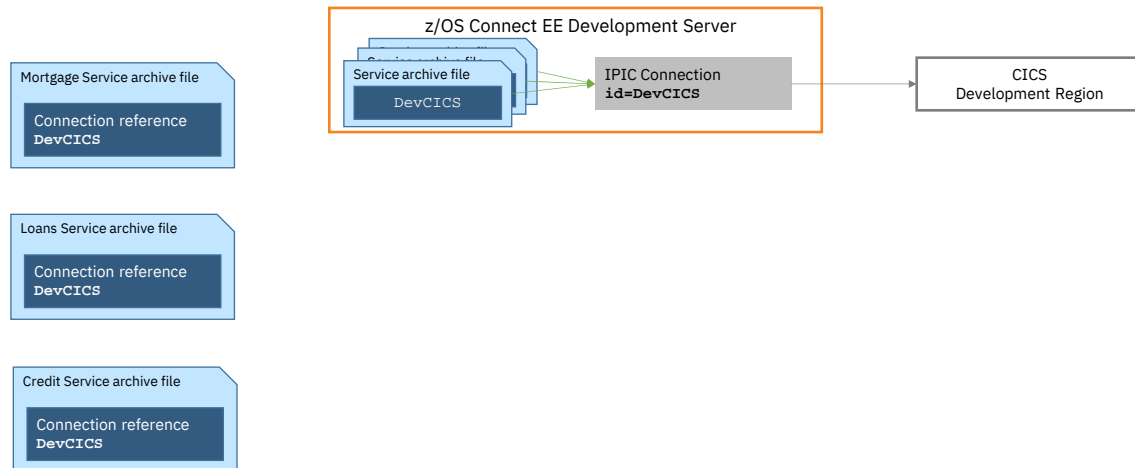 z/OS Connect EE Development Server
Service archive file
DevCICS
IPIC Connection
id=DevCICS
CICS
Development Region
Mortgage Service archive file
Connection reference
DevCICS
Loans Service archive file
Connection reference
DevCICS
Credit Service archive file
Connection reference
DevCICS